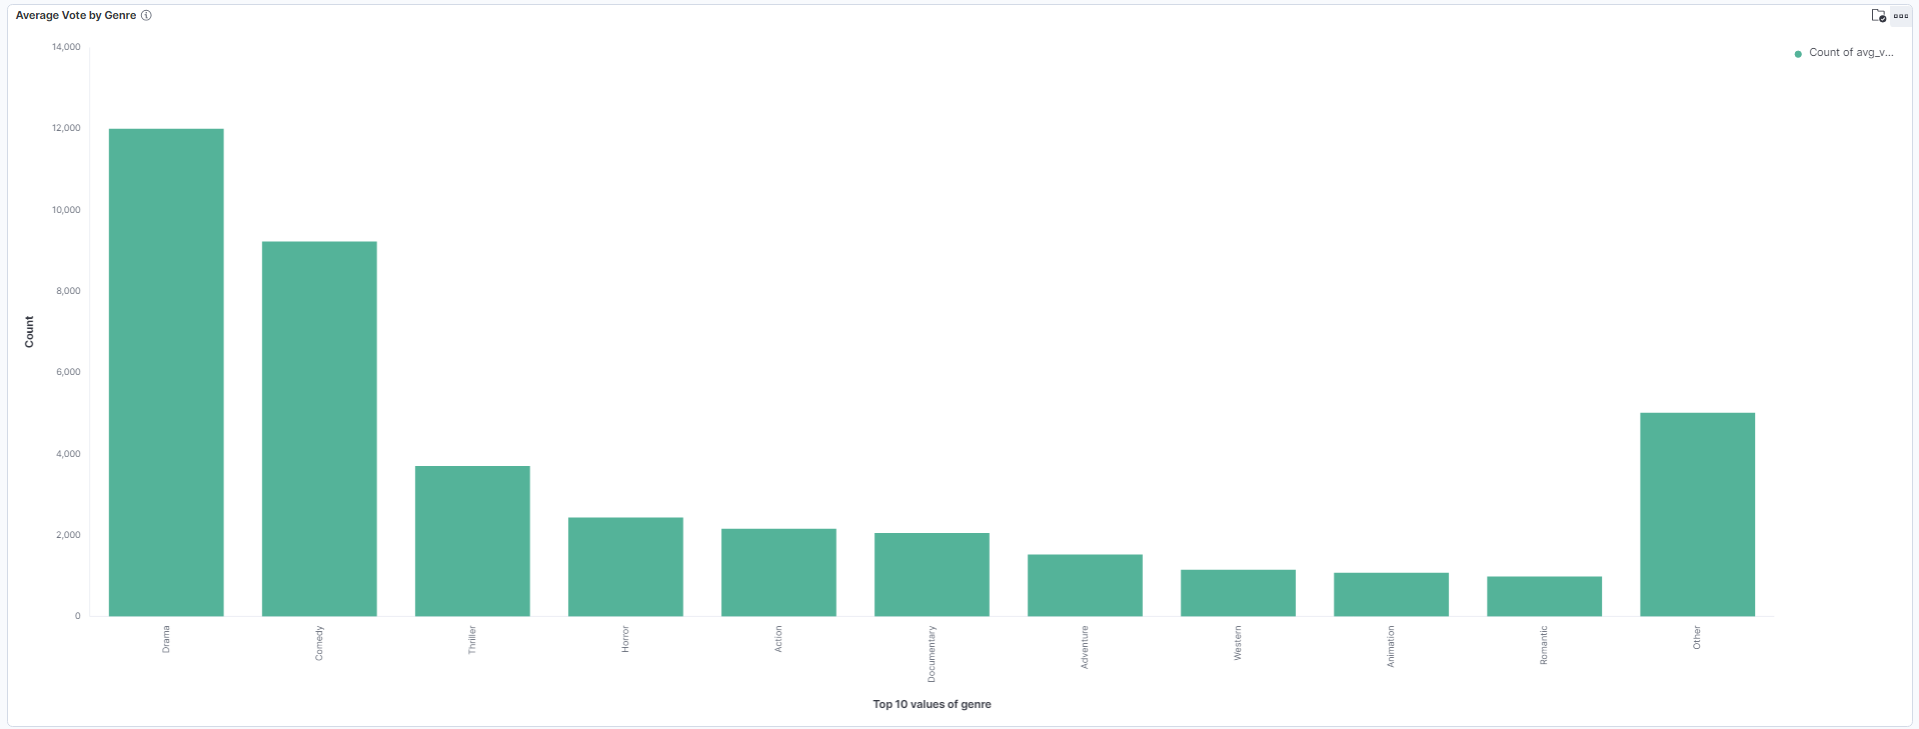 Average Vote by Genre
14,000
12,000
10,000
8,000
6,000
4,000
2,000
0
Count
Drama
Comedy
Thriller
Horror
Action
Documentary
Adventure
Western
Animation
Romantic
Other
Top 10 values of genre
Count of avg_v...